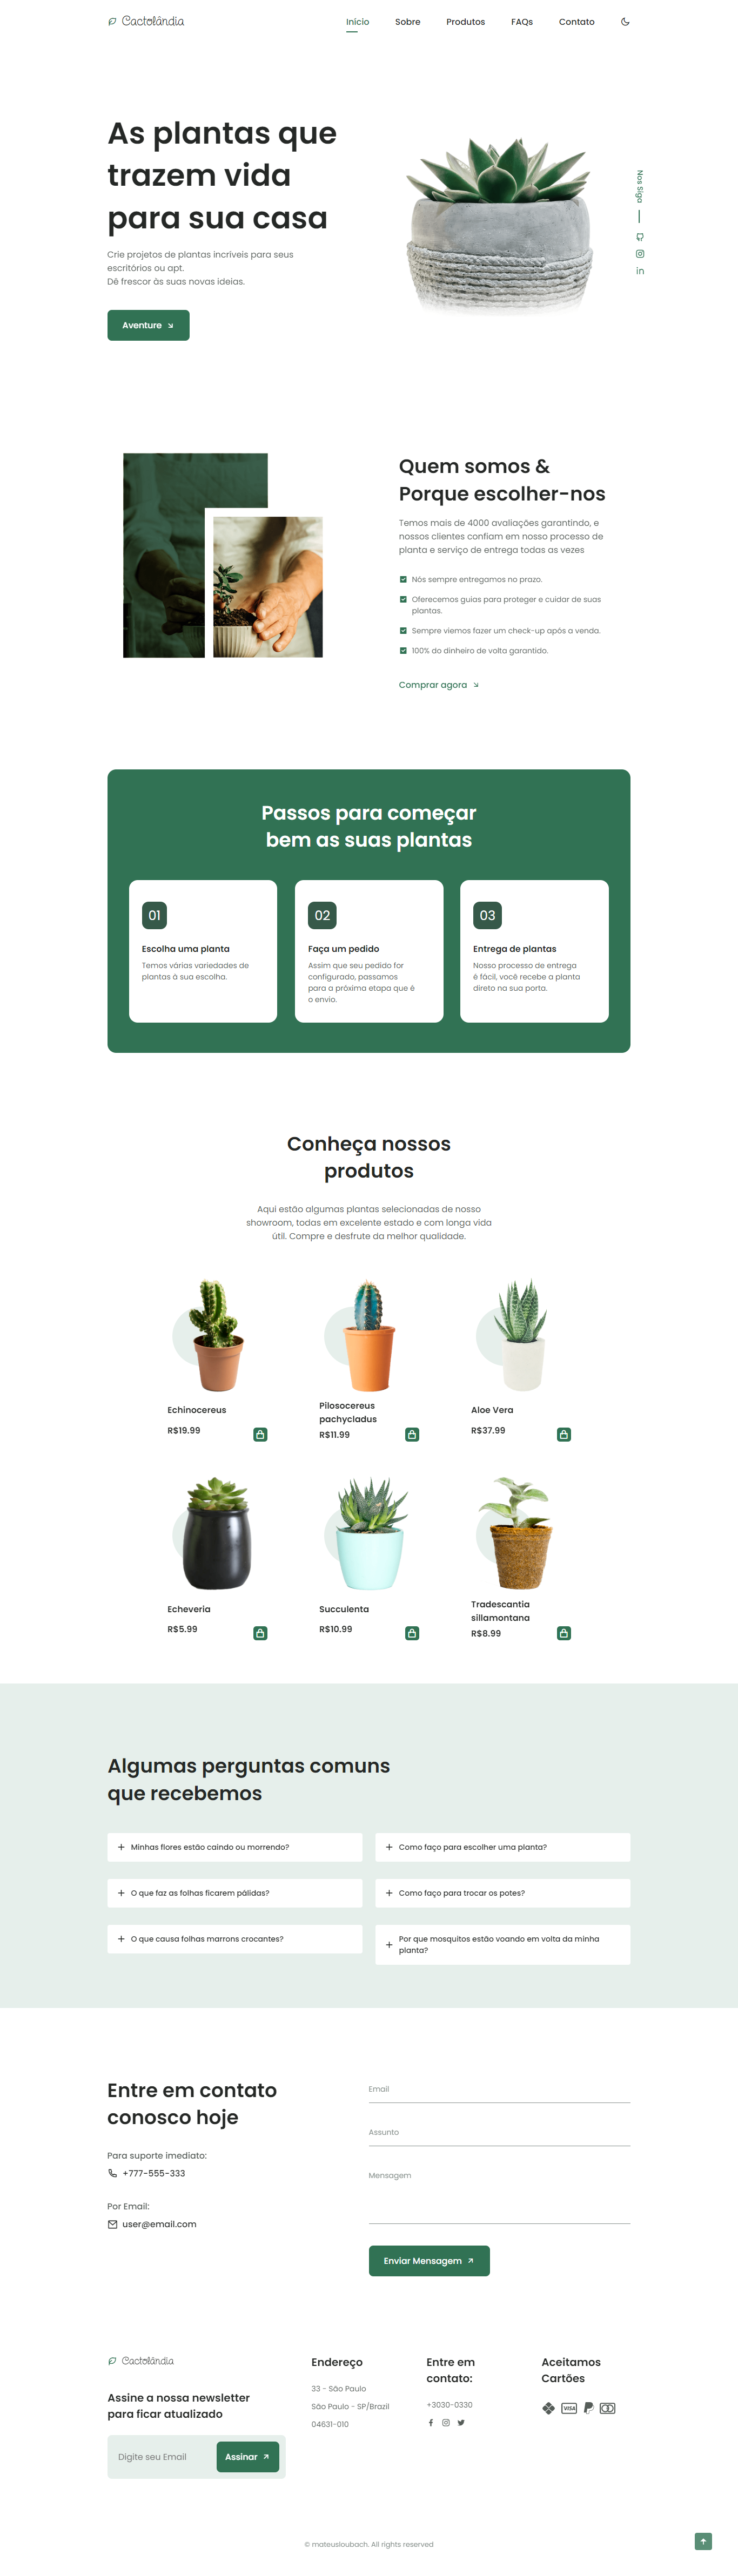 Cactolândia
Início
Sobre
Produtos
FAQs
Contato
As plantas que
trazem vida
para sua casa
Crie projetos de plantas incríveis para seus
escritórios ou apt.
Dê frescor às suas novas ideias.
Aventure
Nos Siga
Quem somos &
Porque escolher-nos
Temos mais de 4000 avaliações garantindo, e
nossos clientes confiam em nosso processo de
planta e serviço de entrega todas as vezes
Nós sempre entregamos no prazo.
Oferecemos guias para proteger e cuidar de suas
plantas.
Sempre viemos fazer um check-up após a venda.
100% do dinheiro de volta garantido.
Comprar agora
Passos para começar
bem as suas plantas
01
Escolha uma planta
Temos várias variedades de
plantas à sua escolha.
02
Faça um pedido
Assim que seu pedido for
configurado, passamos
para a próxima etapa que é
o envio.
03
Entrega de plantas
Nosso processo de entrega
é fácil, você recebe a planta
direto na sua porta.
Conheça nossos
produtos
Aqui estão algumas plantas selecionadas de nosso
showroom, todas em excelente estado e com longa vida
útil. Compre e desfrute da melhor qualidade.
Echinocereus
R$19.99
Pilosocereus
pachycladus
R$11.99
Aloe Vera
R$37.99
Echeveria
R$5.99
Succulenta
R$10.99
Tradescantia
sillamontana
R$8.99
Algumas perguntas comuns
que recebemos
Minhas flores estão caindo ou morrendo?
Como faço para escolher uma planta?
O que faz as folhas ficarem pálidas?
Como faço para trocar os potes?
O que causa folhas marrons crocantes?
Por que mosquitos estão voando em volta da minha
planta?
Entre em contato
conosco hoje
Para suporte imediato:
+777-555-333
Por Email:
user@email.com
Email
Assunto
Mensagem
Enviar Mensagem
Cactolândia
Assine a nossa newsletter
para ficar atualizado
Digite seu Email
Assinar
Endereço
33 - São Paulo
São Paulo - SP/Brazil
04631-010
Entre em
contato:
+3030-0330
Aceitamos
Cartões
VISA
© mateusloubach. All rights reserved